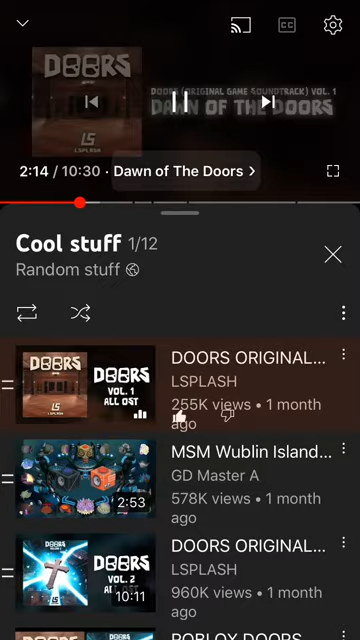 CC
DOORS
LS
LSPLASH
DOORS (ORIGINAL GAME SOUNDTRACK) VOL. 1
DAWN OF THE DOORS
2:14 / 10:30 · Dawn of The Doors >
Cool stuff 1/12
Random stuff
DOORS
LS
DOORS
VOL. 1
ALL OST
DOORS ORIGINAL...
LSPLASH
255K views • 1 month
ago
2:53
MSM Wublin Island...
GD Master A
578K views • 1 month
ago
DOORS
DOORS
VOL. 2
10:11
DOORS ORIGINAL...
LSPLASH
960K views • 1 month
ago